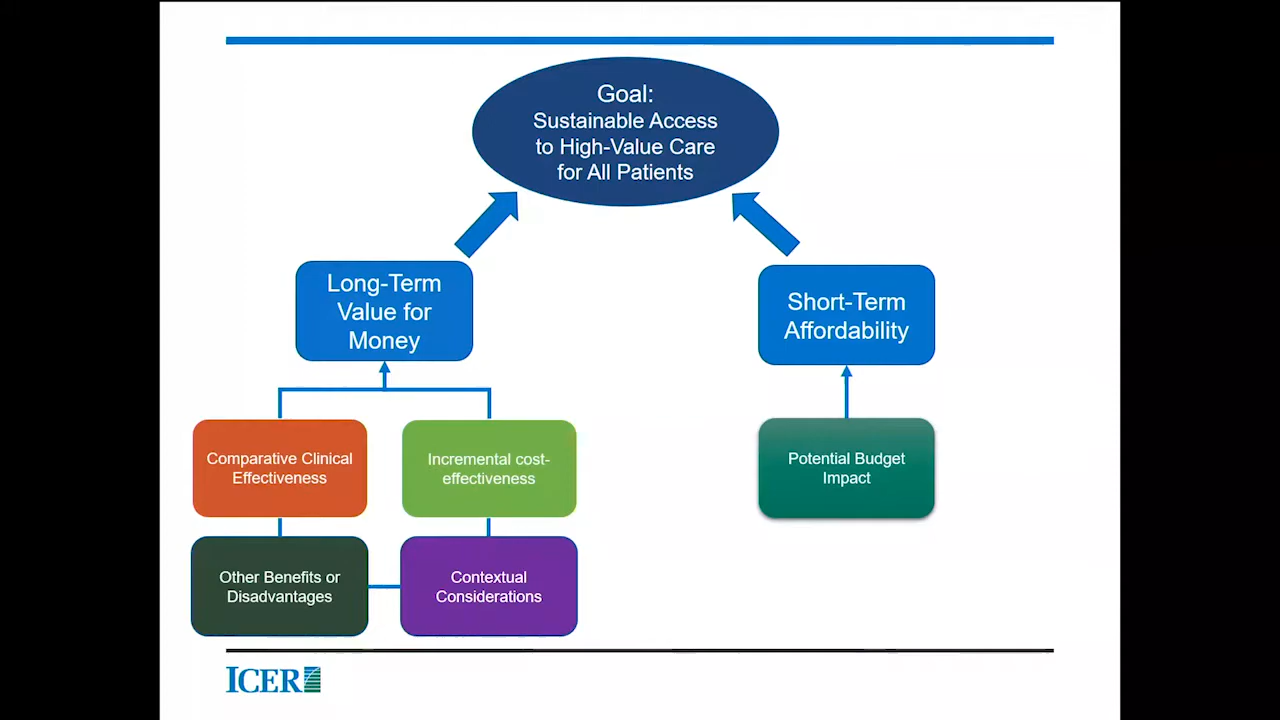 Goal:
Sustainable Access
to High-Value Care
for All Patients
Long-Term
Value for
Money
Short-Term
Affordability
Comparative Clinical
Effectiveness
Incremental cost-
effectiveness
Potential Budget
Impact
Other Benefits or
Disadvantages
Contextual
Considerations
ICER